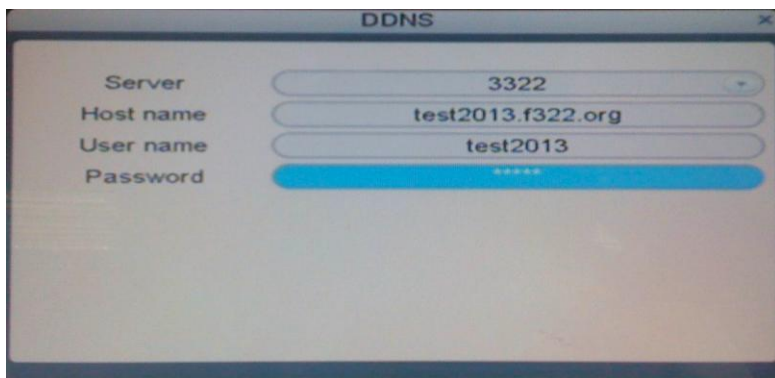 DDNS ×
Server 3322
Host name test2013.f322.org
User name test2013
Password *****